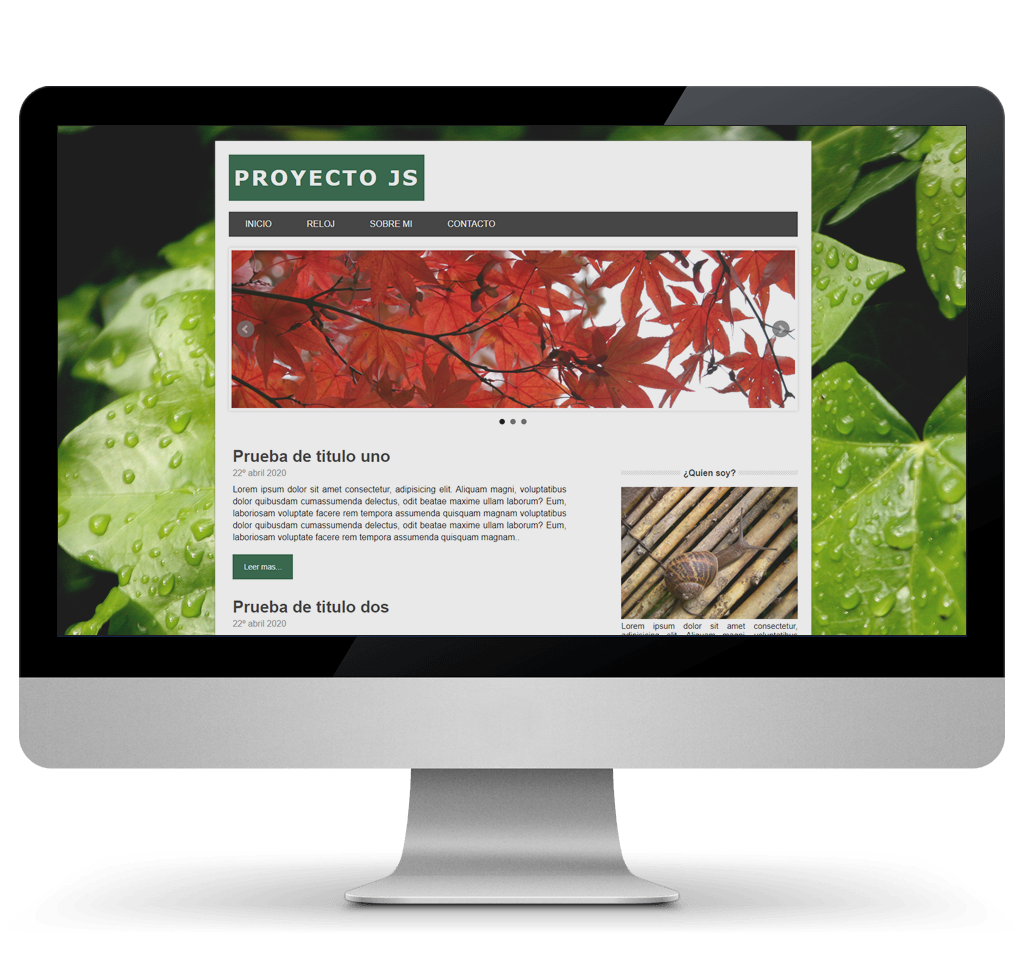 PROYECTO JS
INICIO RELOJ SOBRE MI CONTACTO
Prueba de titulo uno
22º abril 2020
Lorem ipsum dolor sit amet consectetur, adipisicing elit. Aliquam magni, voluptatibus
dolor quibusdam cumassumenda delectus, odit beatae maxime ullam laborum? Eum,
laboriosam voluptate facere rem tempora assumenda quisquam magnam voluptatibus
dolor quibusdam cumassumenda delectus, odit beatae maxime ullam laborum? Eum,
laboriosam voluptate facere rem tempora assumenda quisquam magnam..
Leer mas...
Prueba de titulo dos
22º abril 2020
¿Quien soy?
Lorem ipsum dolor sit amet consectetur,